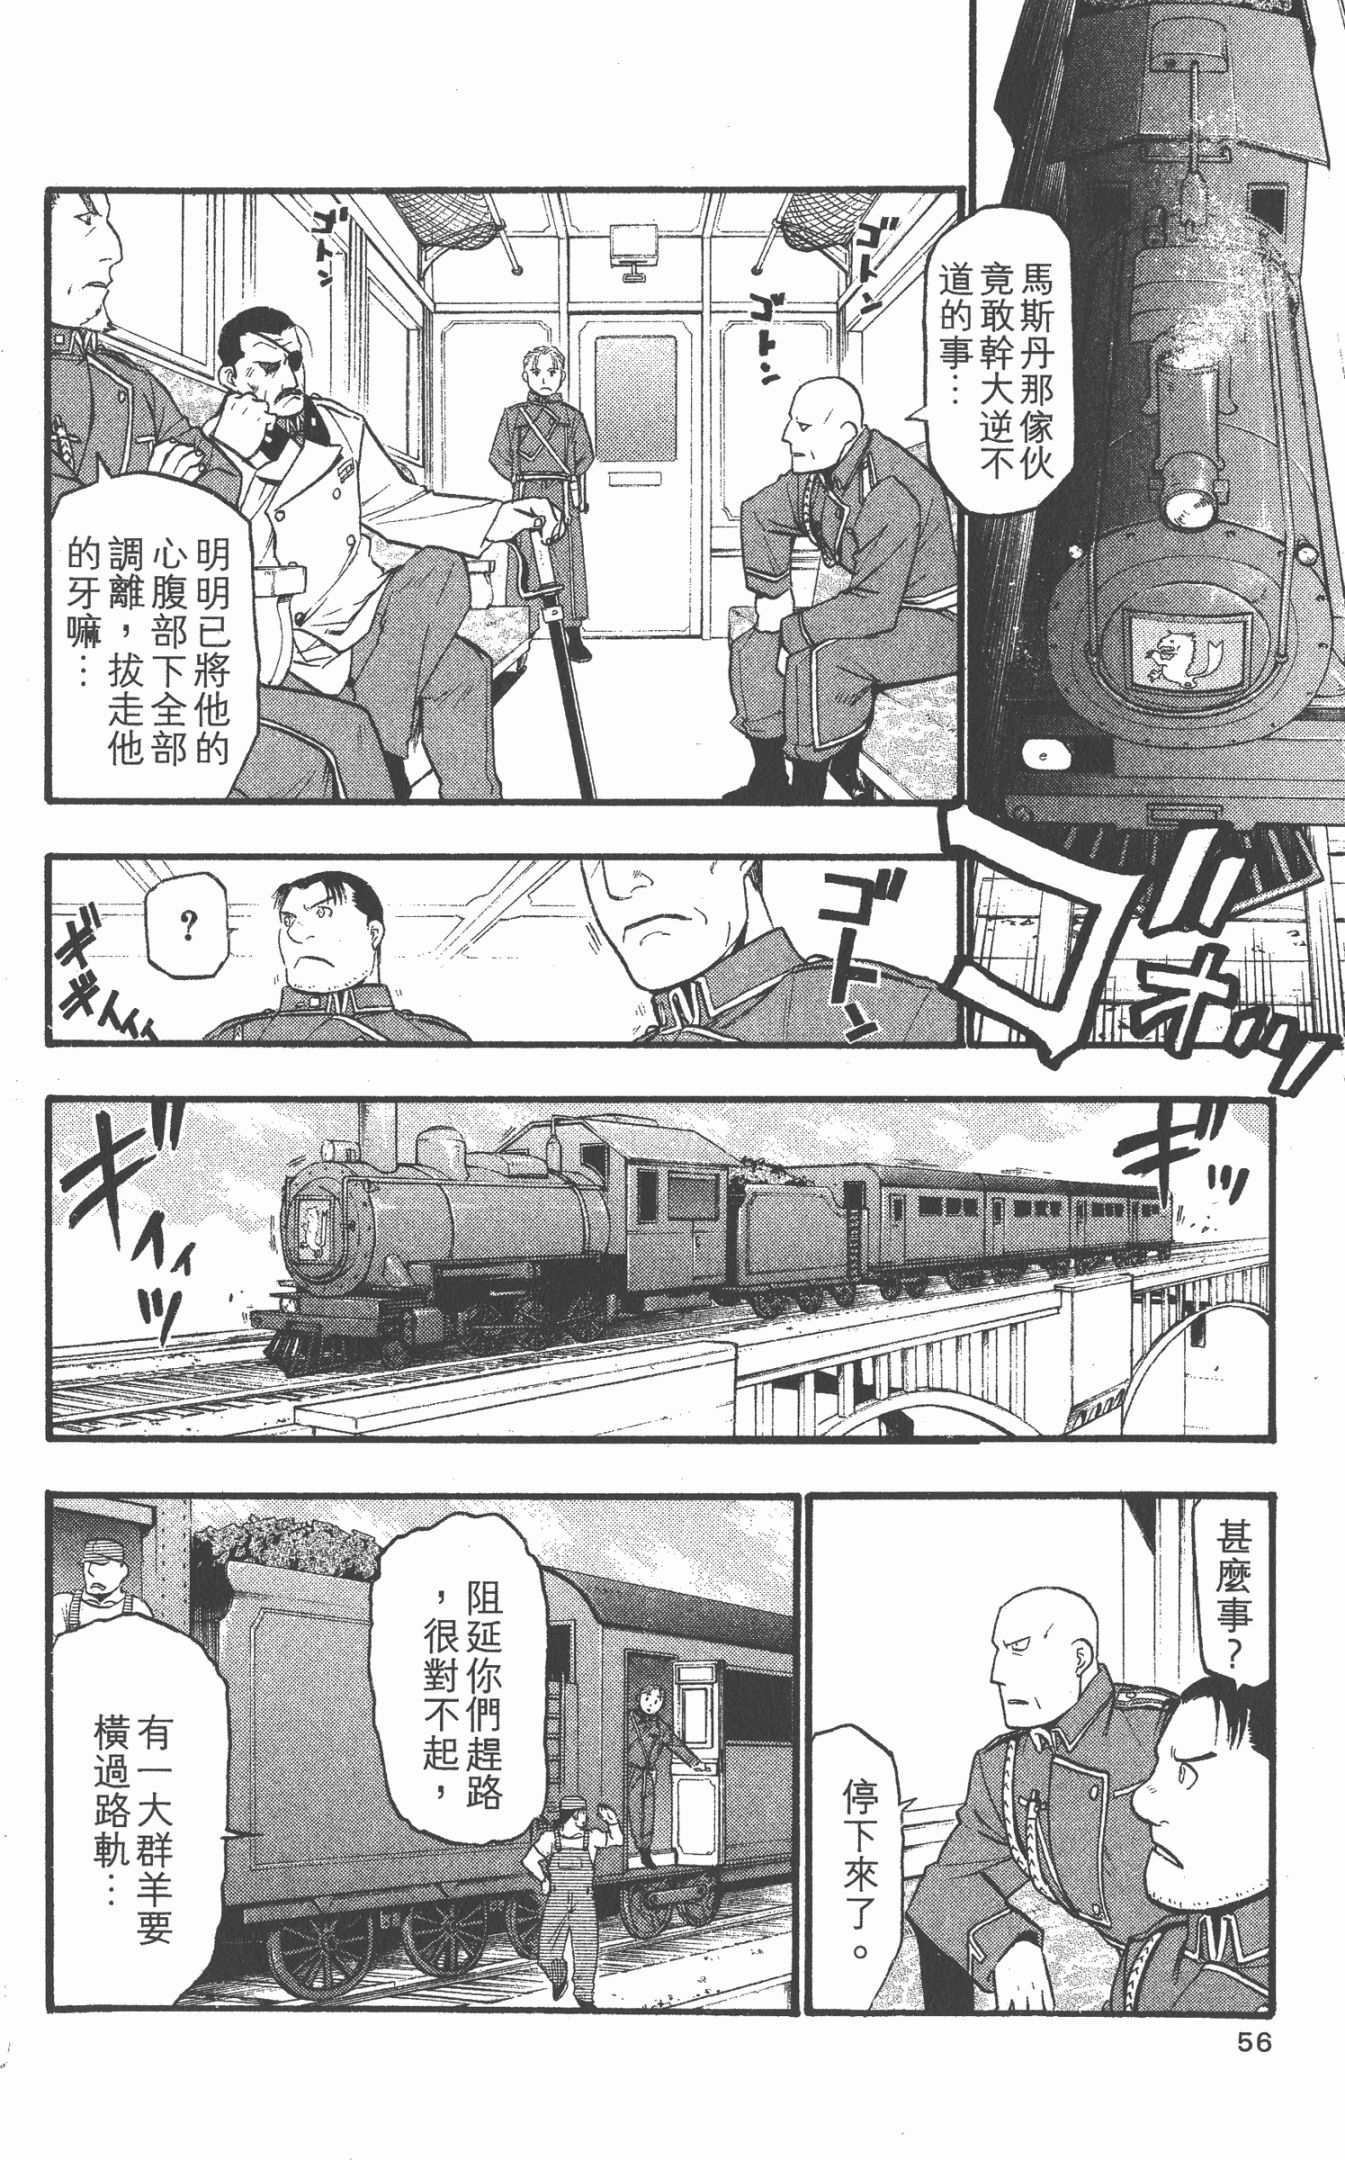 ゴオッ
馬斯丹那傢伙
竟敢幹大逆不
道的事…
ゴトン
ゴトン
ゴトン
明明已將他的
心腹部下全部
調離，拔走他
的牙嘛…
ゴトン
？
ギギイイィ
ギイィッ
甚麼事？
停下來了。
阻延你們趕路
，很對不起，
有一大群羊要
橫過路軌…
56